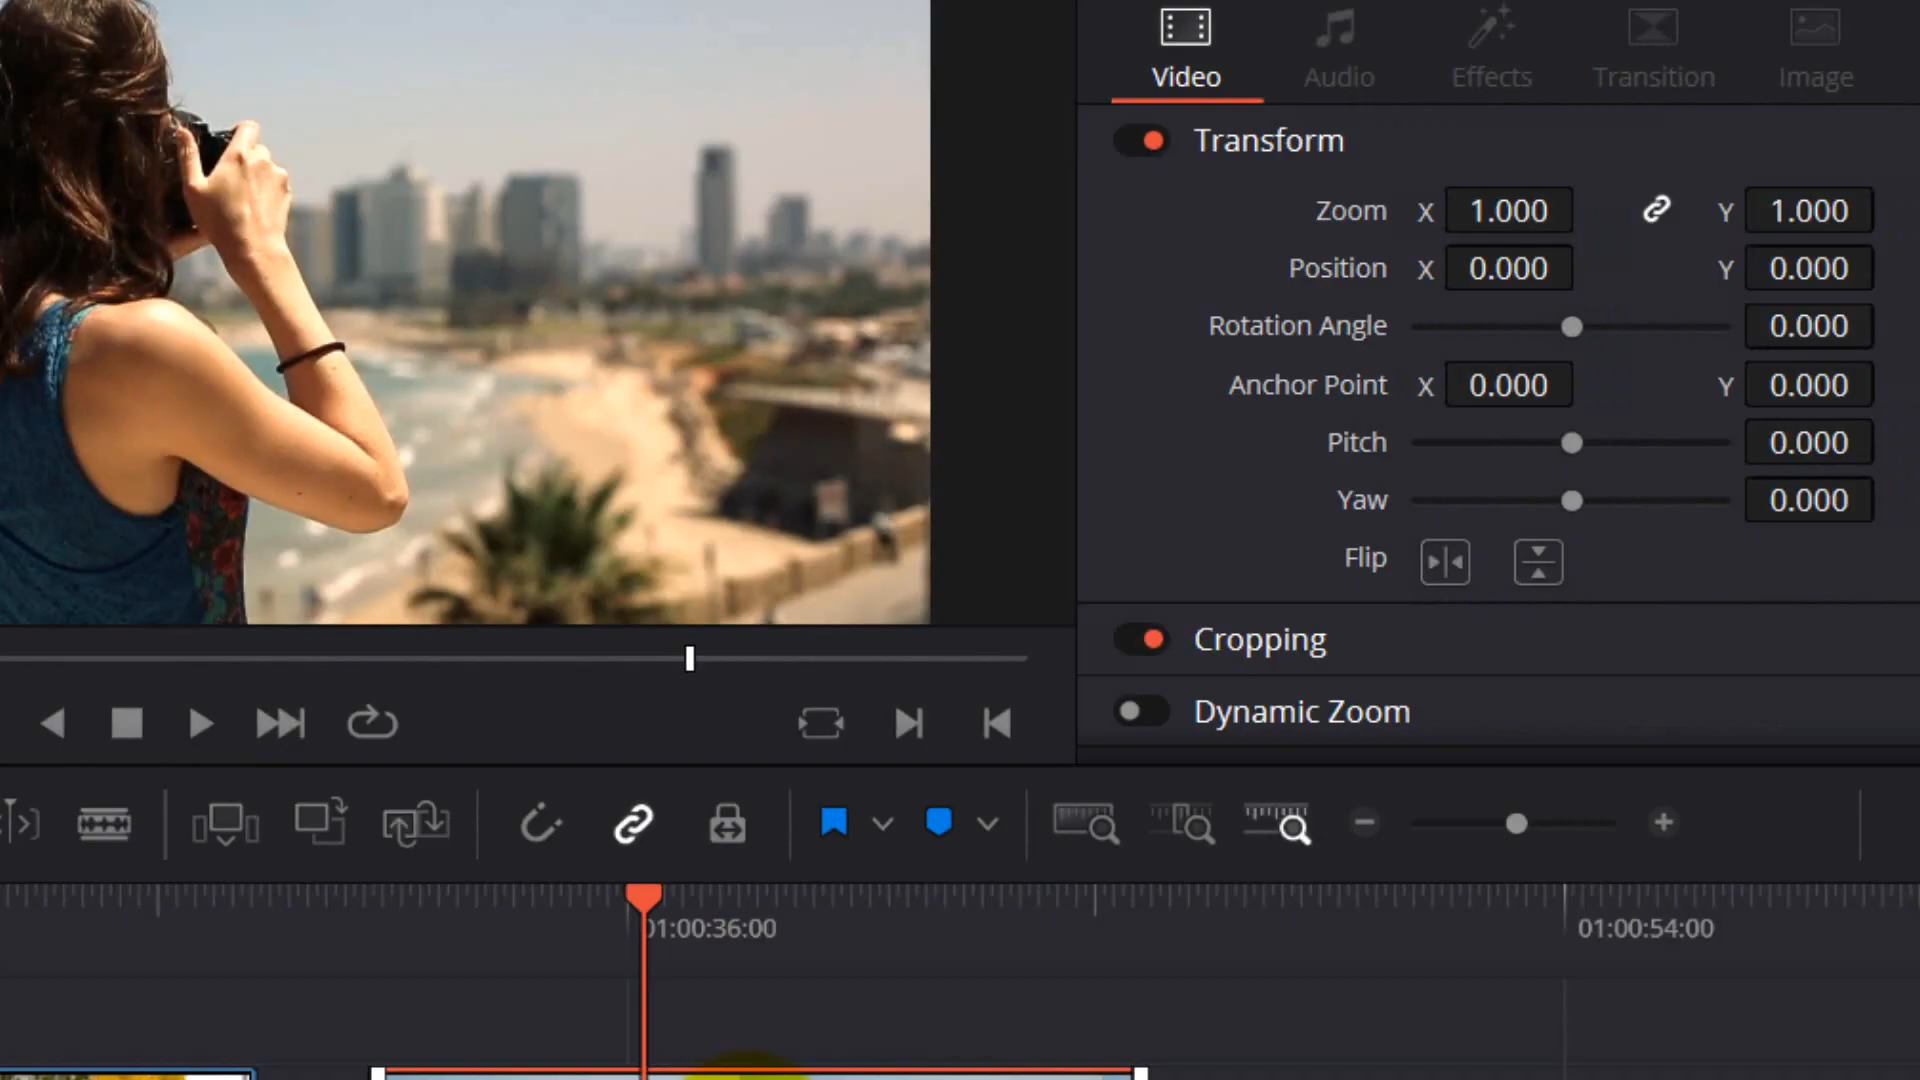 Video Audio Effects Transition Image
Transform
Zoom X 1.000 Y 1.000
Position X 0.000 Y 0.000
Rotation Angle 0.000
Anchor Point X 0.000 Y 0.000
Pitch 0.000
Yaw 0.000
Flip
Cropping
Dynamic Zoom
01:00:36:00 01:00:54:00